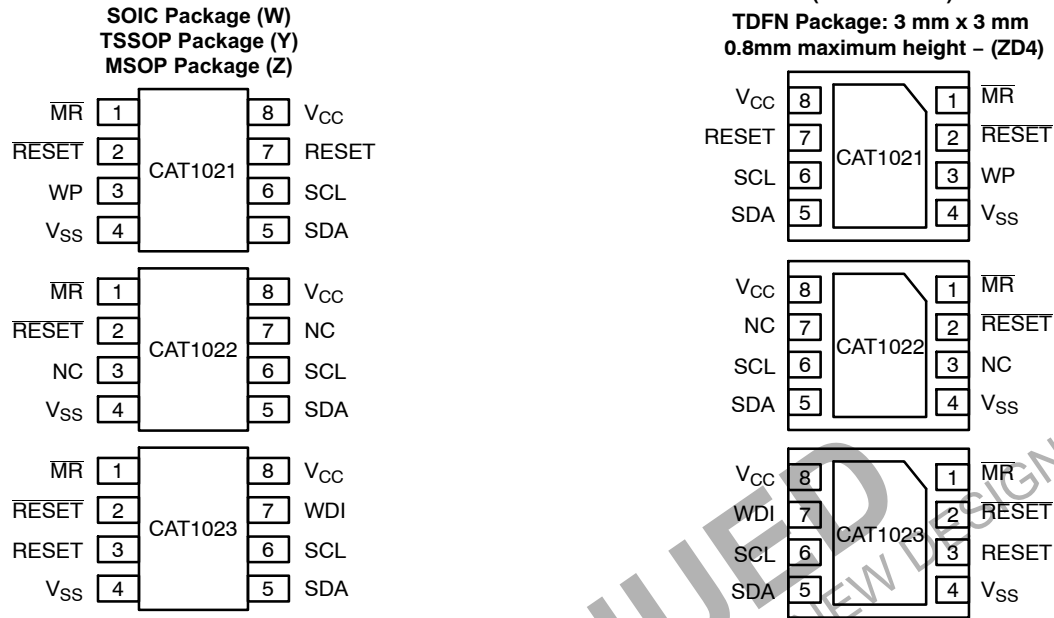 SOIC Package (W)
TSSOP Package (Y)
MSOP Package (Z)
MR 1 8 VCC
RESET 2 7 RESET
CAT1021
WP 3 6 SCL
VSS 4 5 SDA
MR 1 8 VCC
RESET 2 7 NC
CAT1022
NC 3 6 SCL
VSS 4 5 SDA
MR 1 8 VCC
RESET 2 7 WDI
CAT1023
RESET 3 6 SCL
VSS 4 5 SDA
TDFN Package: 3 mm x 3 mm
0.8mm maximum height – (ZD4)
VCC 8 1 MR
RESET 7 2 RESET
CAT1021
SCL 6 3 WP
SDA 5 4 VSS
VCC 8 1 MR
NC 7 2 RESET
CAT1022
SCL 6 3 NC
SDA 5 4 VSS
VCC 8 1 MR
WDI 7 2 RESET
CAT1023
SCL 6 3 RESET
SDA 5 4 VSS
UED
NEW DESIGN